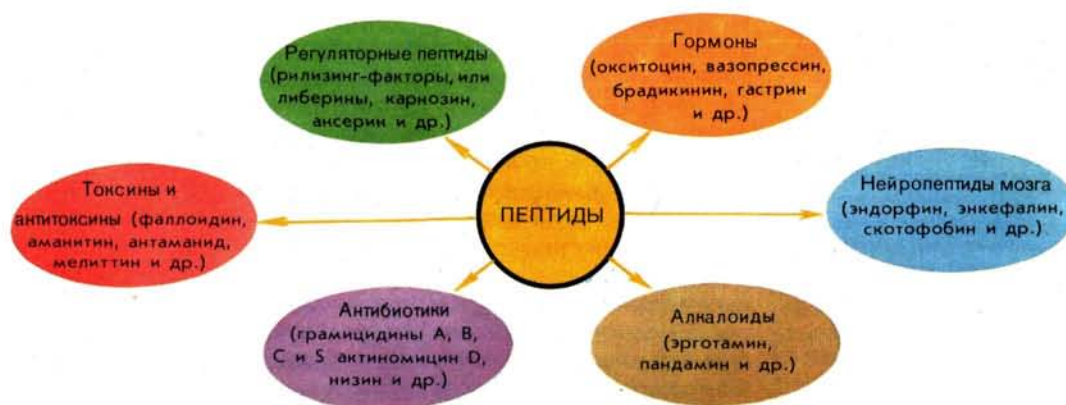 Регуляторные пептиды
(рилизинг-факторы, или
либерины, карнозин,
ансерин и др.)
Гормоны
(окситоцин, вазопрессин,
брадикинин, гастрин
и др.)
Токсины и
антитоксины (фаллоидин,
аманитин, антаманид,
мелиттин и др.)
ПЕПТИДЫ
Нейропептиды мозга
(эндорфин, энкефалин,
скотофобин и др.)
Антибиотики
(грамицидины A, B,
C и S актиномицин D,
низин и др.)
Алкалоиды
(эрготамин,
пандамин и др.)